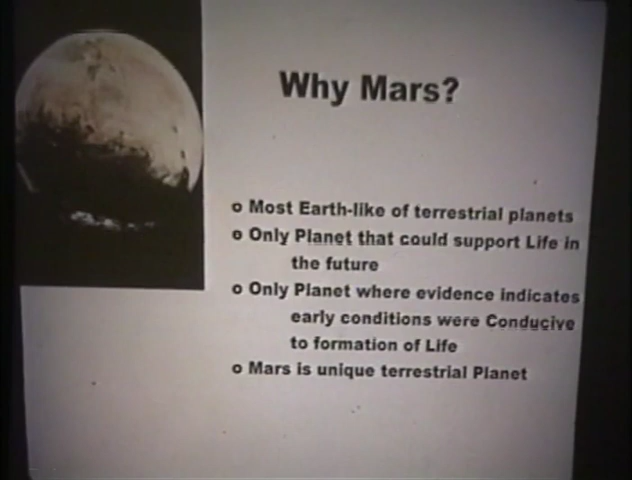 Why Mars?
o Most Earth-like of terrestrial planets
o Only Planet that could support Life in
the future
o Only Planet where evidence indicates
early conditions were Conducive
to formation of Life
o Mars is unique terrestrial Planet